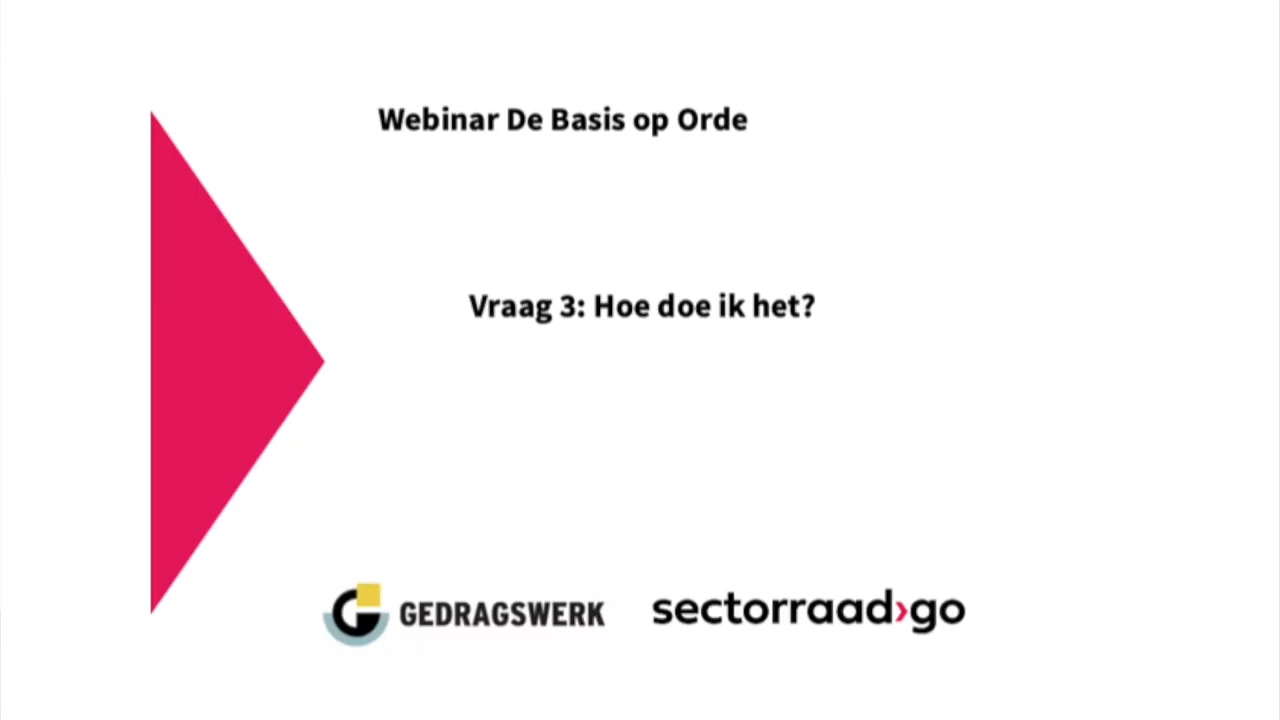 Webinar De Basis op Orde
Vraag 3: Hoe doe ik het?
GEDRAGSWERK
sectorraad›go